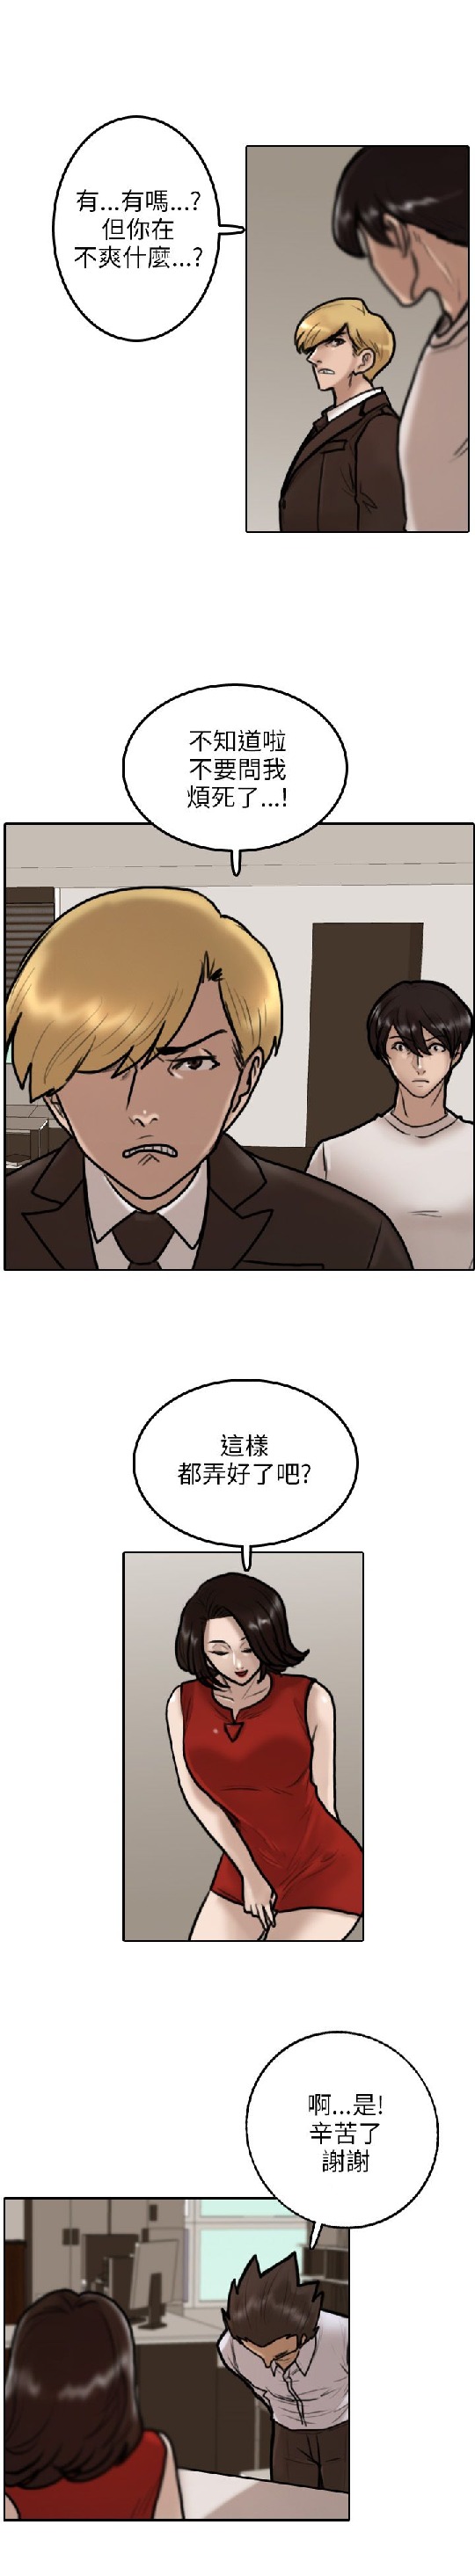 有...有嗎...?
但你在
不爽什麼...?
不知道啦
不要問我
煩死了...!
這樣
都弄好了吧?
啊...是!
辛苦了
謝謝